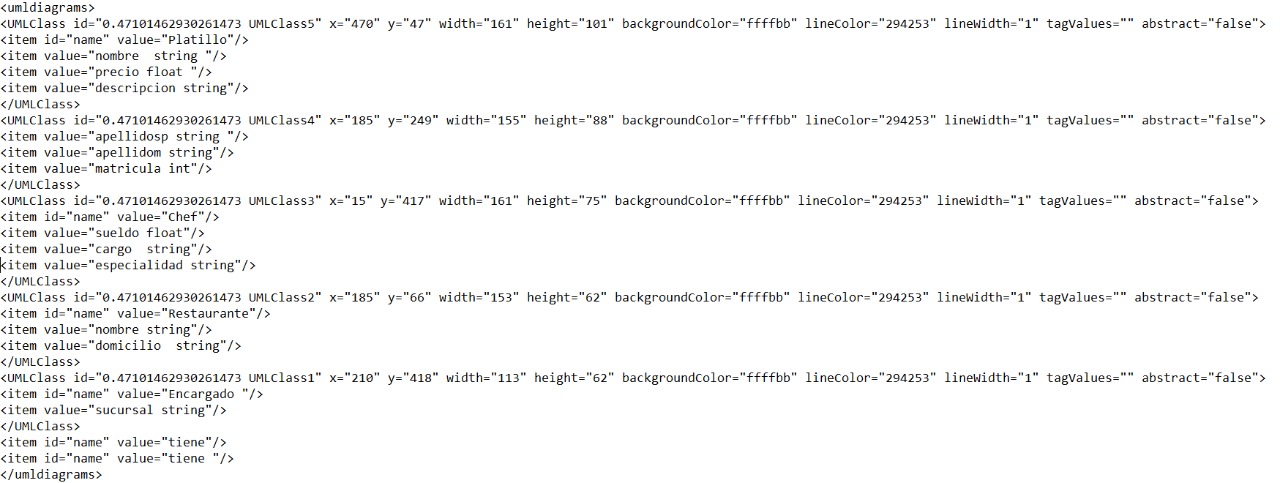 <umldiagrams>
<UMLClass id="0.47101462930261473 UMLClass5" x="470" y="47" width="161" height="101" backgroundColor="ffffbb" lineColor="294253" lineWidth="1" tagValues="" abstract="false">
<item id="name" value="Platillo"/>
<item value="nombre  string "/>
<item value="precio float "/>
<item value="descripcion string"/>
</UMLClass>
<UMLClass id="0.47101462930261473 UMLClass4" x="185" y="249" width="155" height="88" backgroundColor="ffffbb" lineColor="294253" lineWidth="1" tagValues="" abstract="false">
<item value="apellidosp string "/>
<item value="apellidom string"/>
<item value="matricula int"/>
</UMLClass>
<UMLClass id="0.47101462930261473 UMLClass3" x="15" y="417" width="161" height="75" backgroundColor="ffffbb" lineColor="294253" lineWidth="1" tagValues="" abstract="false">
<item id="name" value="Chef"/>
<item value="sueldo float"/>
<item value="cargo  string"/>
<item value="especialidad string"/>
</UMLClass>
<UMLClass id="0.47101462930261473 UMLClass2" x="185" y="66" width="153" height="62" backgroundColor="ffffbb" lineColor="294253" lineWidth="1" tagValues="" abstract="false">
<item id="name" value="Restaurante"/>
<item value="nombre string"/>
<item value="domicilio  string"/>
</UMLClass>
<UMLClass id="0.47101462930261473 UMLClass1" x="210" y="418" width="113" height="62" backgroundColor="ffffbb" lineColor="294253" lineWidth="1" tagValues="" abstract="false">
<item id="name" value="Encargado "/>
<item value="sucursal string"/>
</UMLClass>
<item id="name" value="tiene"/>
<item id="name" value="tiene "/>
</umldiagrams>